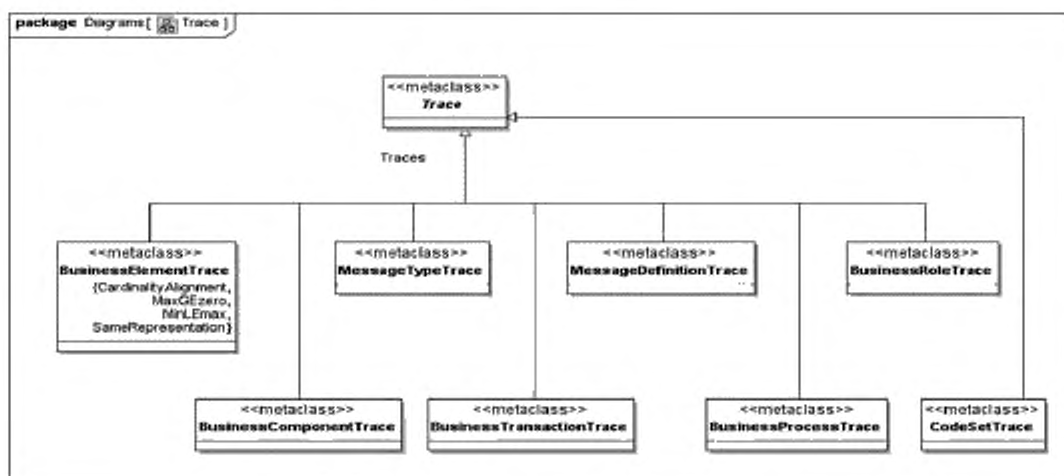 package Diagrams[ Trace ]
<<metaclass>>
Trace
Traces
<<metaclass>>
BusinessElementTrace
{CardinalityAlignment,
MaxGEzero,
MinLEmax,
SameRepresentation}
<<metaclass>>
MessageTypeTrace
<<metaclass>>
MessageDefinitionTrace
<<metaclass>>
BusinessRoleTrace
<<metaclass>>
BusinessComponentTrace
<<metaclass>>
BusinessTransactionTrace
<<metaclass>>
BusinessProcessTrace
<<metaclass>>
CodeSetTrace